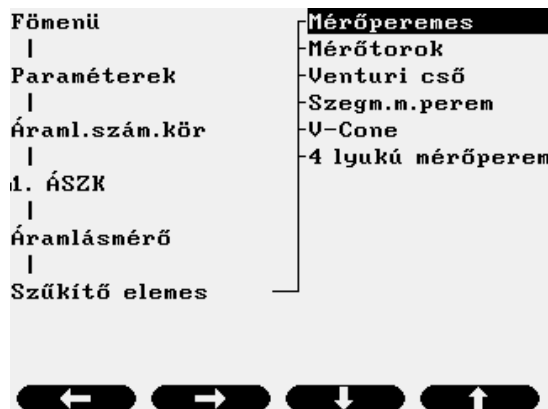 Főmenü
Paraméterek
Áraml.szám.kör
1. ÁSZK
Áramlásmérő
Szűkítő elemes
Mérőperemes
Mérőtorok
Venturi cső
Szegm.m.perem
V-Cone
4 lyukú mérőperem